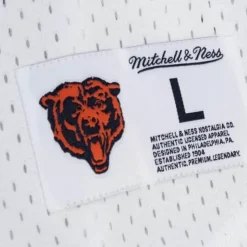 Mitchell & Ness
L
MITCHELL & NESS NOSTALGIA CO.
AUTHENTIC LICENSED APPAREL
DESIGNED IN PHILADELPHIA, PA.
ESTABLISHED 1904
AUTHENTIC.PREMIUM.LEGENDARY.